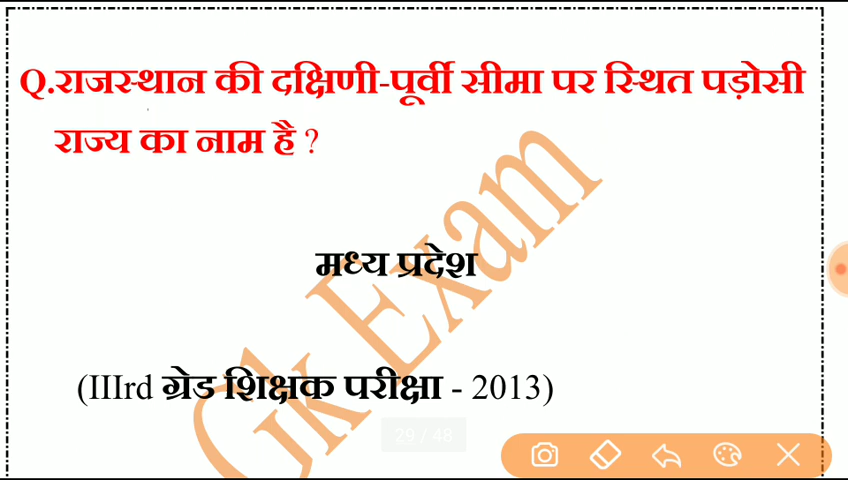 Q.राजस्थान की दक्षिणी-पूर्वी सीमा पर स्थित पड़ोसी
राज्य का नाम है ?
मध्य प्रदेश
Gk Exam
(IIIrd ग्रेड शिक्षक परीक्षा - 2013)
29 / 48